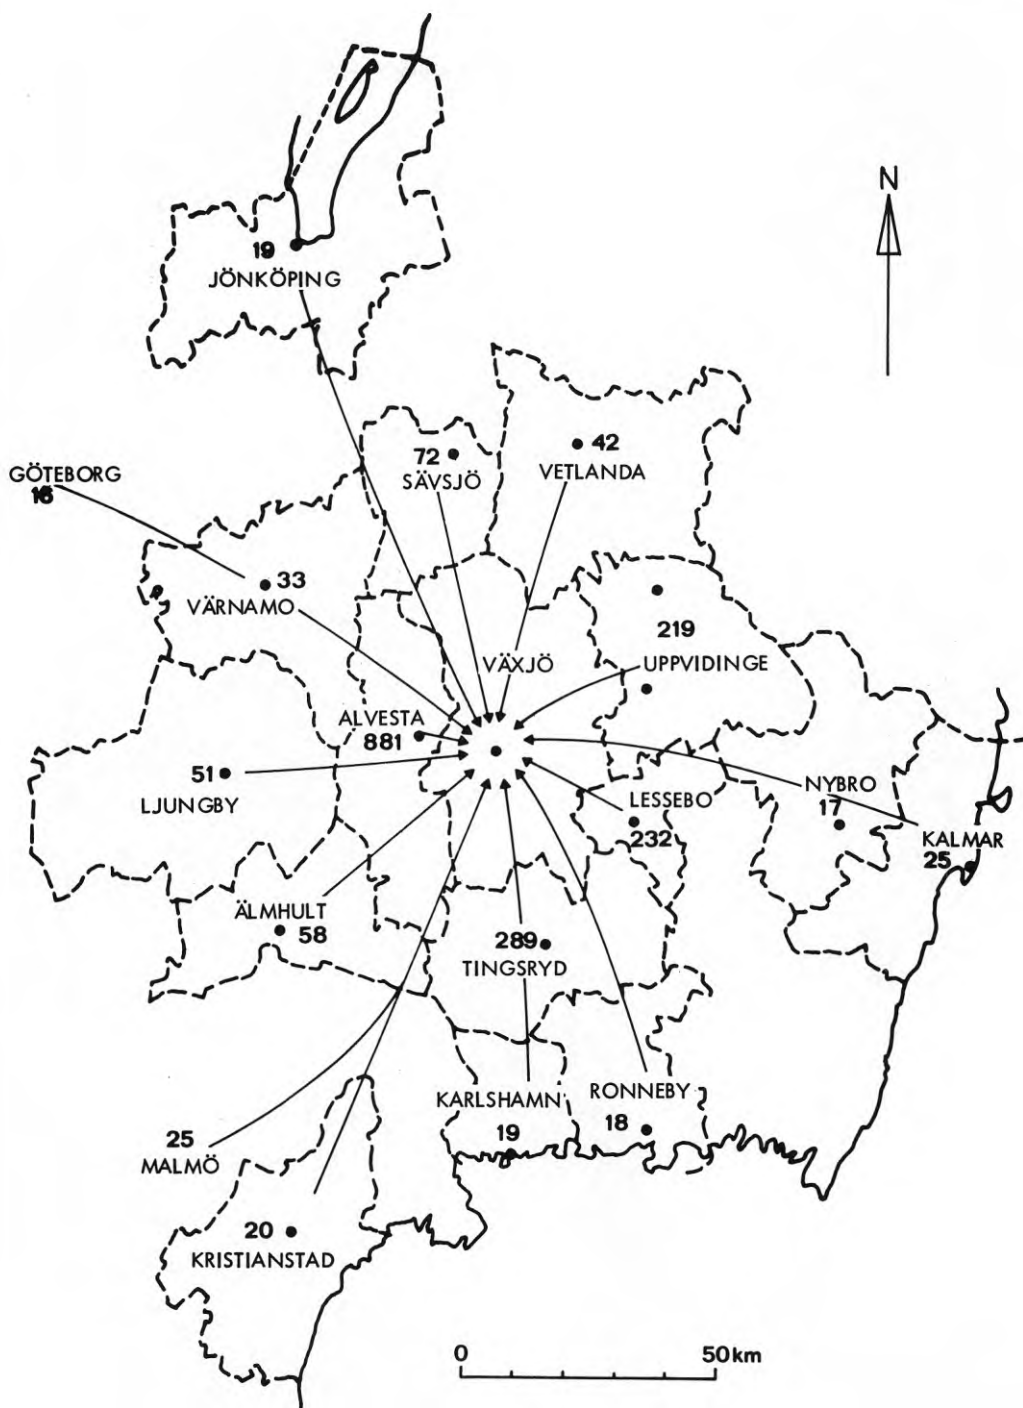 N
19
JÖNKÖPING
GÖTEBORG
16
72
SÄVSJÖ
42
VETLANDA
33
VÄRNAMO
219
UPPVIDINGE
VÄXJÖ
ALVESTA
881
51
LJUNGBY
LESSEBO
232
NYBRO
17
KALMAR
25
ÄLMHULT
58
289
TINGSRYD
KARLSHAMN
19
RONNEBY
18
25
MALMÖ
20
KRISTIANSTAD
0 50km